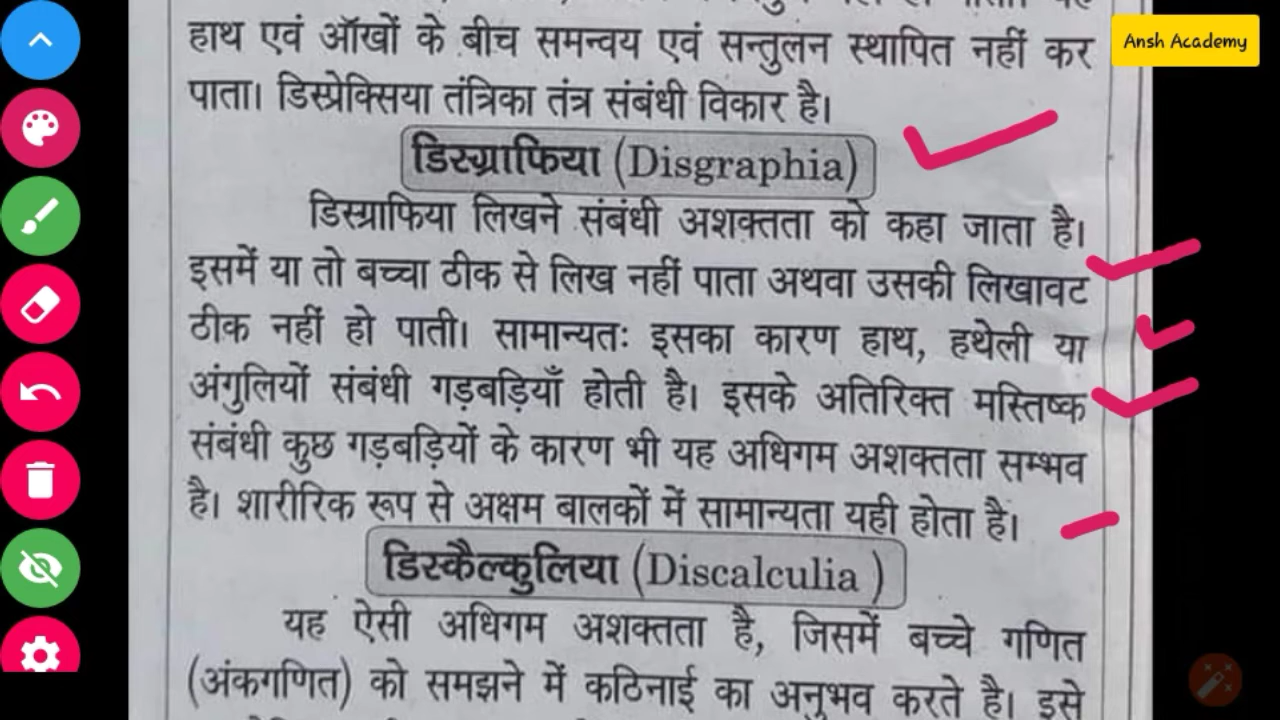 हाथ एवं ऑखों के बीच समन्वय एवं सन्तुलन स्थापित नहीं कर
Ansh Academy
पाता। डिस्प्रेक्सिया तंत्रिका तंत्र संबंधी विकार है।
डिस्ग्राफिया (Disgraphia)
डिस्ग्राफिया लिखने संबंधी अशक्तता को कहा जाता है।
इसमें या तो बच्चा ठीक से लिख नहीं पाता अथवा उसकी लिखावट
ठीक नहीं हो पाती। सामान्यतः इसका कारण हाथ, हथेली या
अंगुलियों संबंधी गड़बड़ियाँ होती है। इसके अतिरिक्त मस्तिष्क
संबंधी कुछ गड़बड़ियों के कारण भी यह अधिगम अशक्तता सम्भव
है। शारीरिक रूप से अक्षम बालकों में सामान्यता यही होता है।
डिस्कैल्कुलिया (Discalculia )
यह ऐसी अधिगम अशक्तता है, जिसमें बच्चे गणित
(अंकगणित) को समझने में कठिनाई का अनुभव करते है। इसे